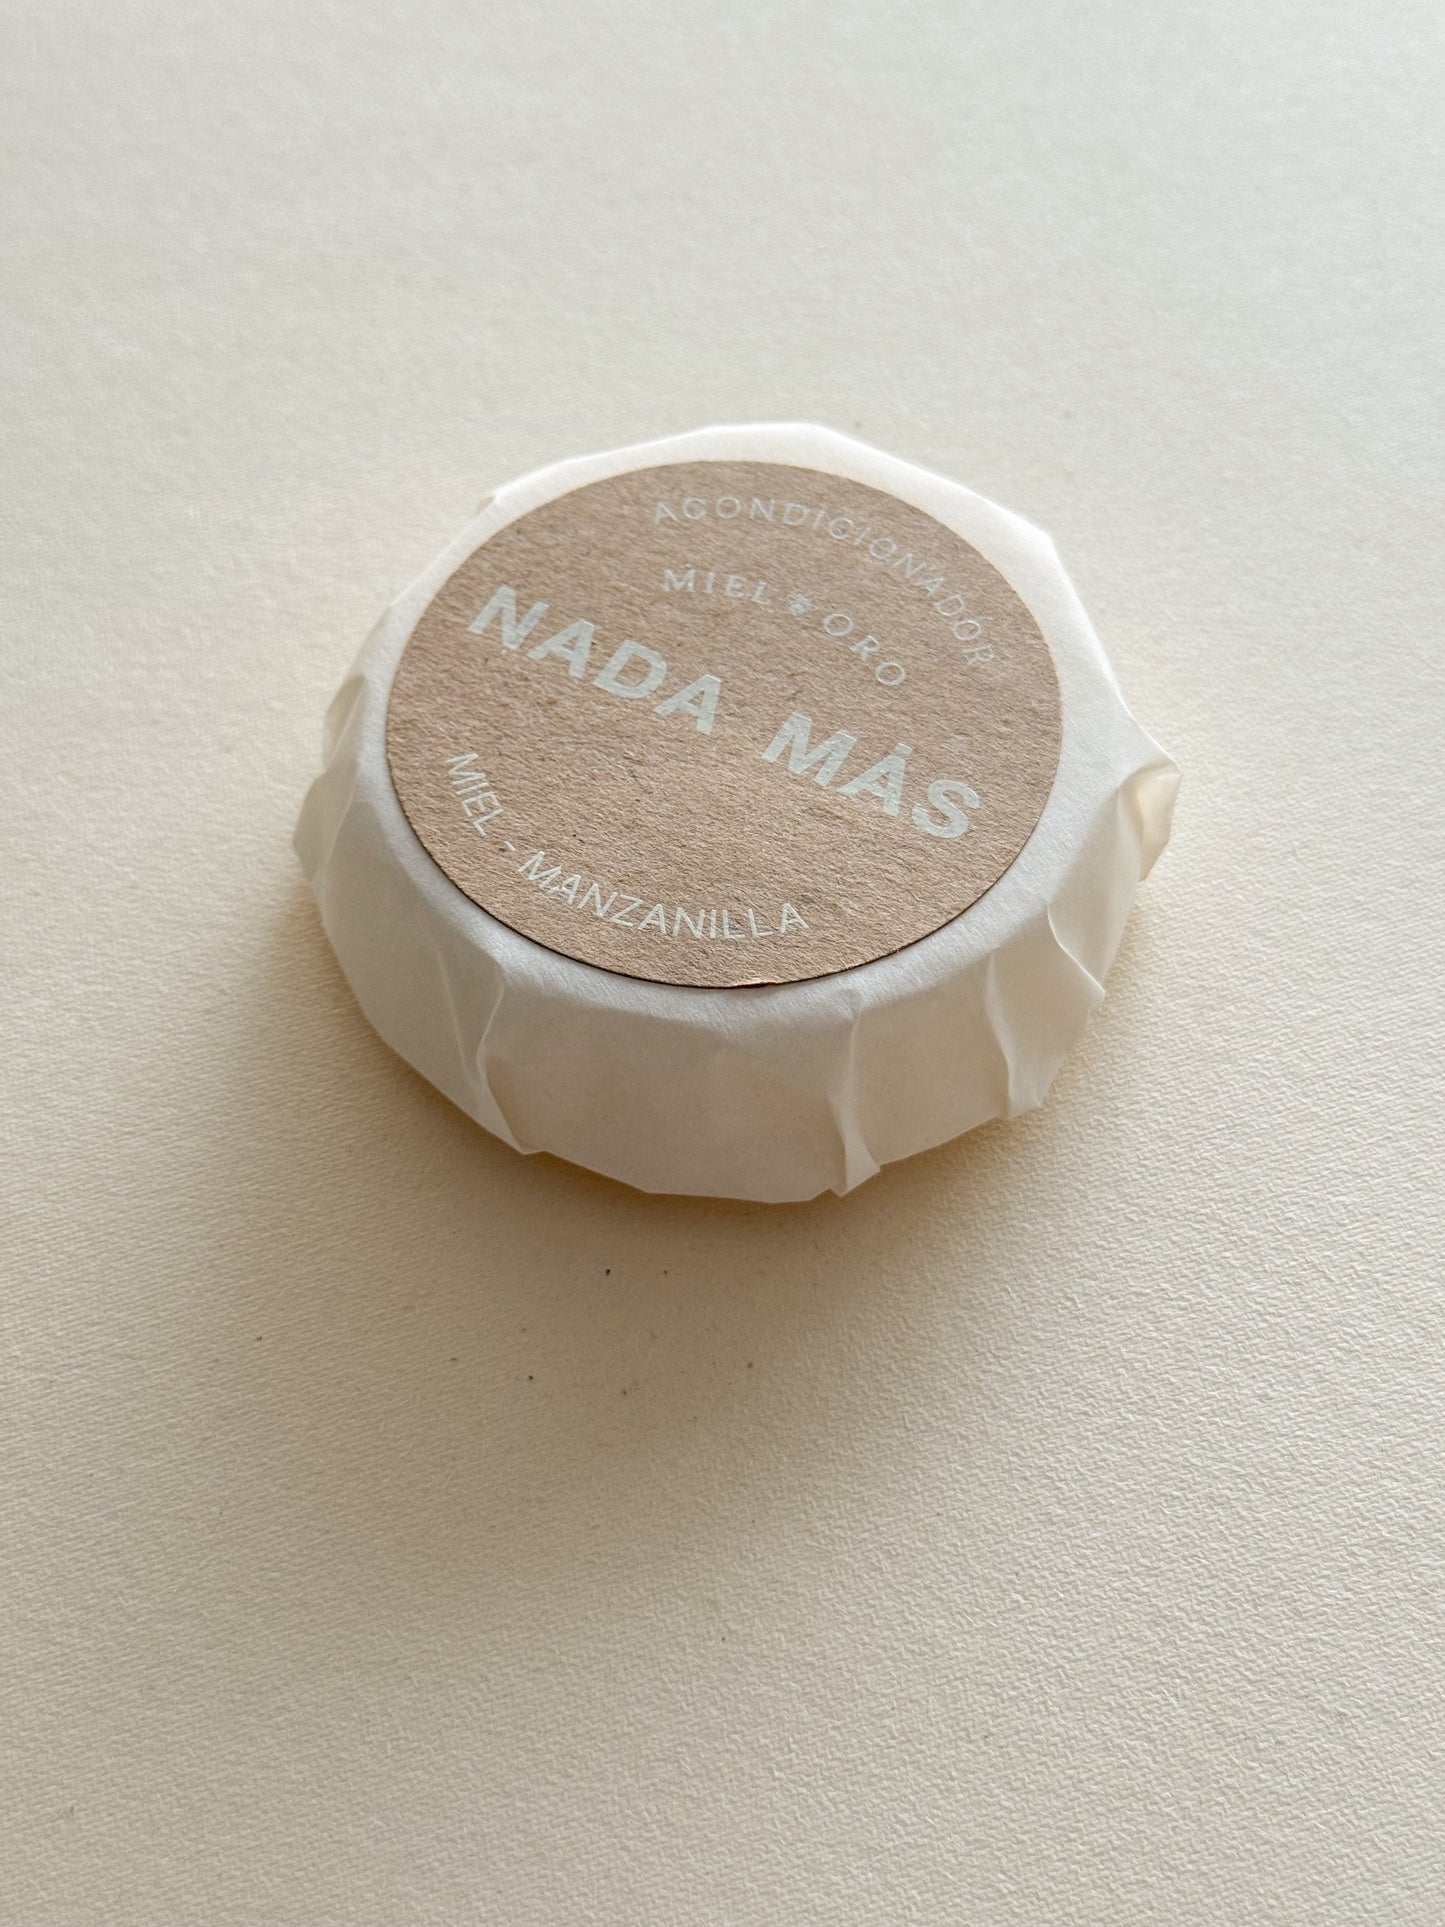 ACONDICIONADOR
MIEL ORO
NADA MÁS
MIEL - MANZANILLA